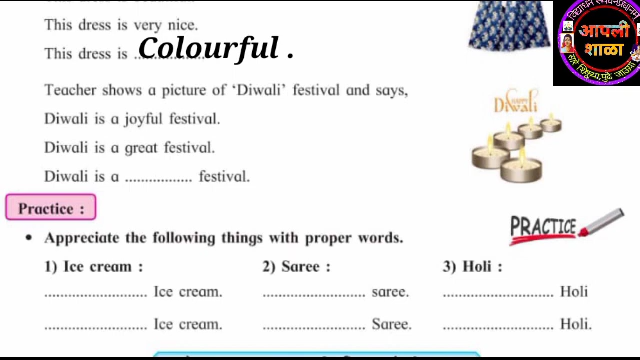 This dress is very nice.
This dress is .................. Colourful .
आपली
शाळा
Teacher shows a picture of ‘Diwali’ festival and says,
HAPPY
Diwali
Diwali is a joyful festival.
Diwali is a great festival.
Diwali is a ................. festival.
Practice :
PRACTICE
• Appreciate the following things with proper words.
1) Ice cream : 2) Saree : 3) Holi :
.......................... Ice cream. .......................... saree. ............................ Holi
.......................... Ice cream. .......................... Saree. ............................ Holi.